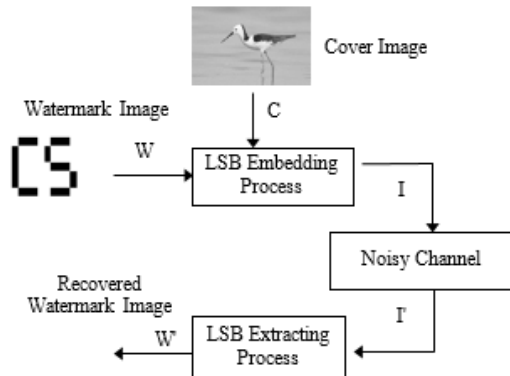 Cover Image
Watermark Image
C
W
CS
LSB Embedding
Process
I
Noisy Channel
Recovered
Watermark Image
I'
W'
LSB Extracting
Process